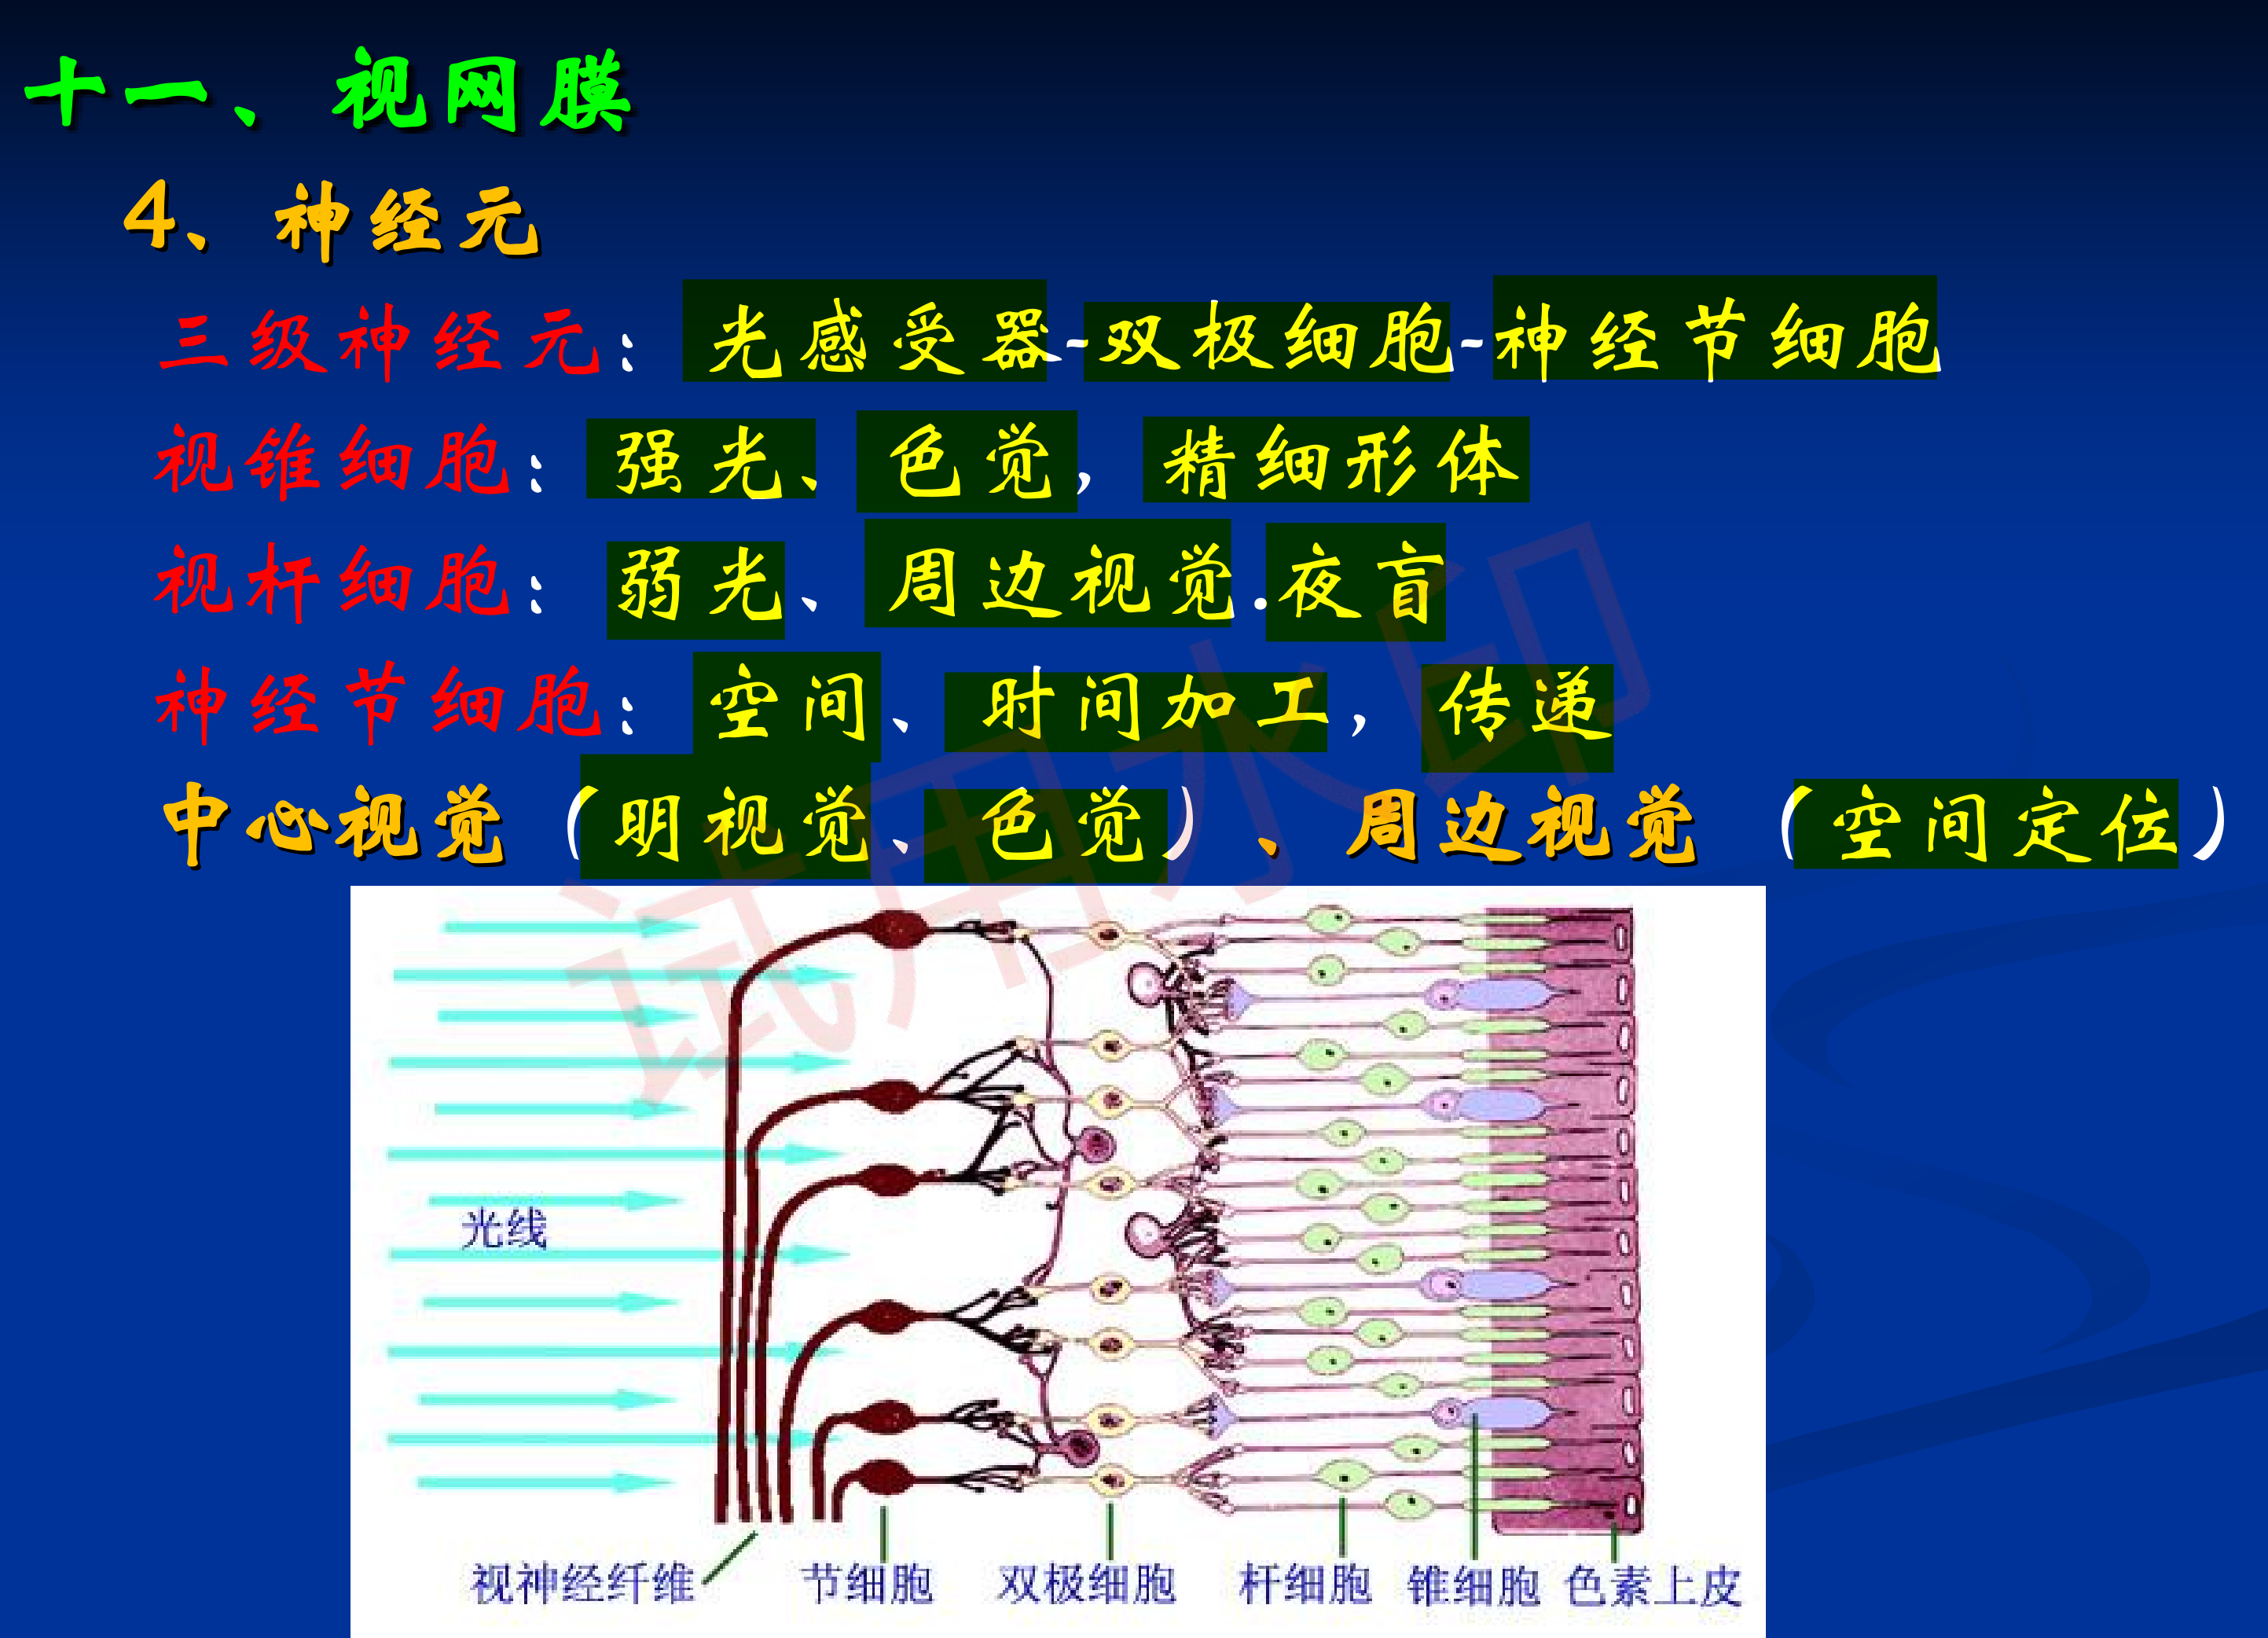 十一、视网膜
4、神经元
三级神经元：光感受器-双极细胞-神经节细胞
视锥细胞：强光、色觉，精细形体
视杆细胞：弱光、周边视觉.夜盲
神经节细胞：空间、时间加工，传递
中心视觉（明视觉、色觉）、周边视觉（空间定位）
试用水印
光线
视神经纤维 节细胞 双极细胞 杆细胞 锥细胞 色素上皮